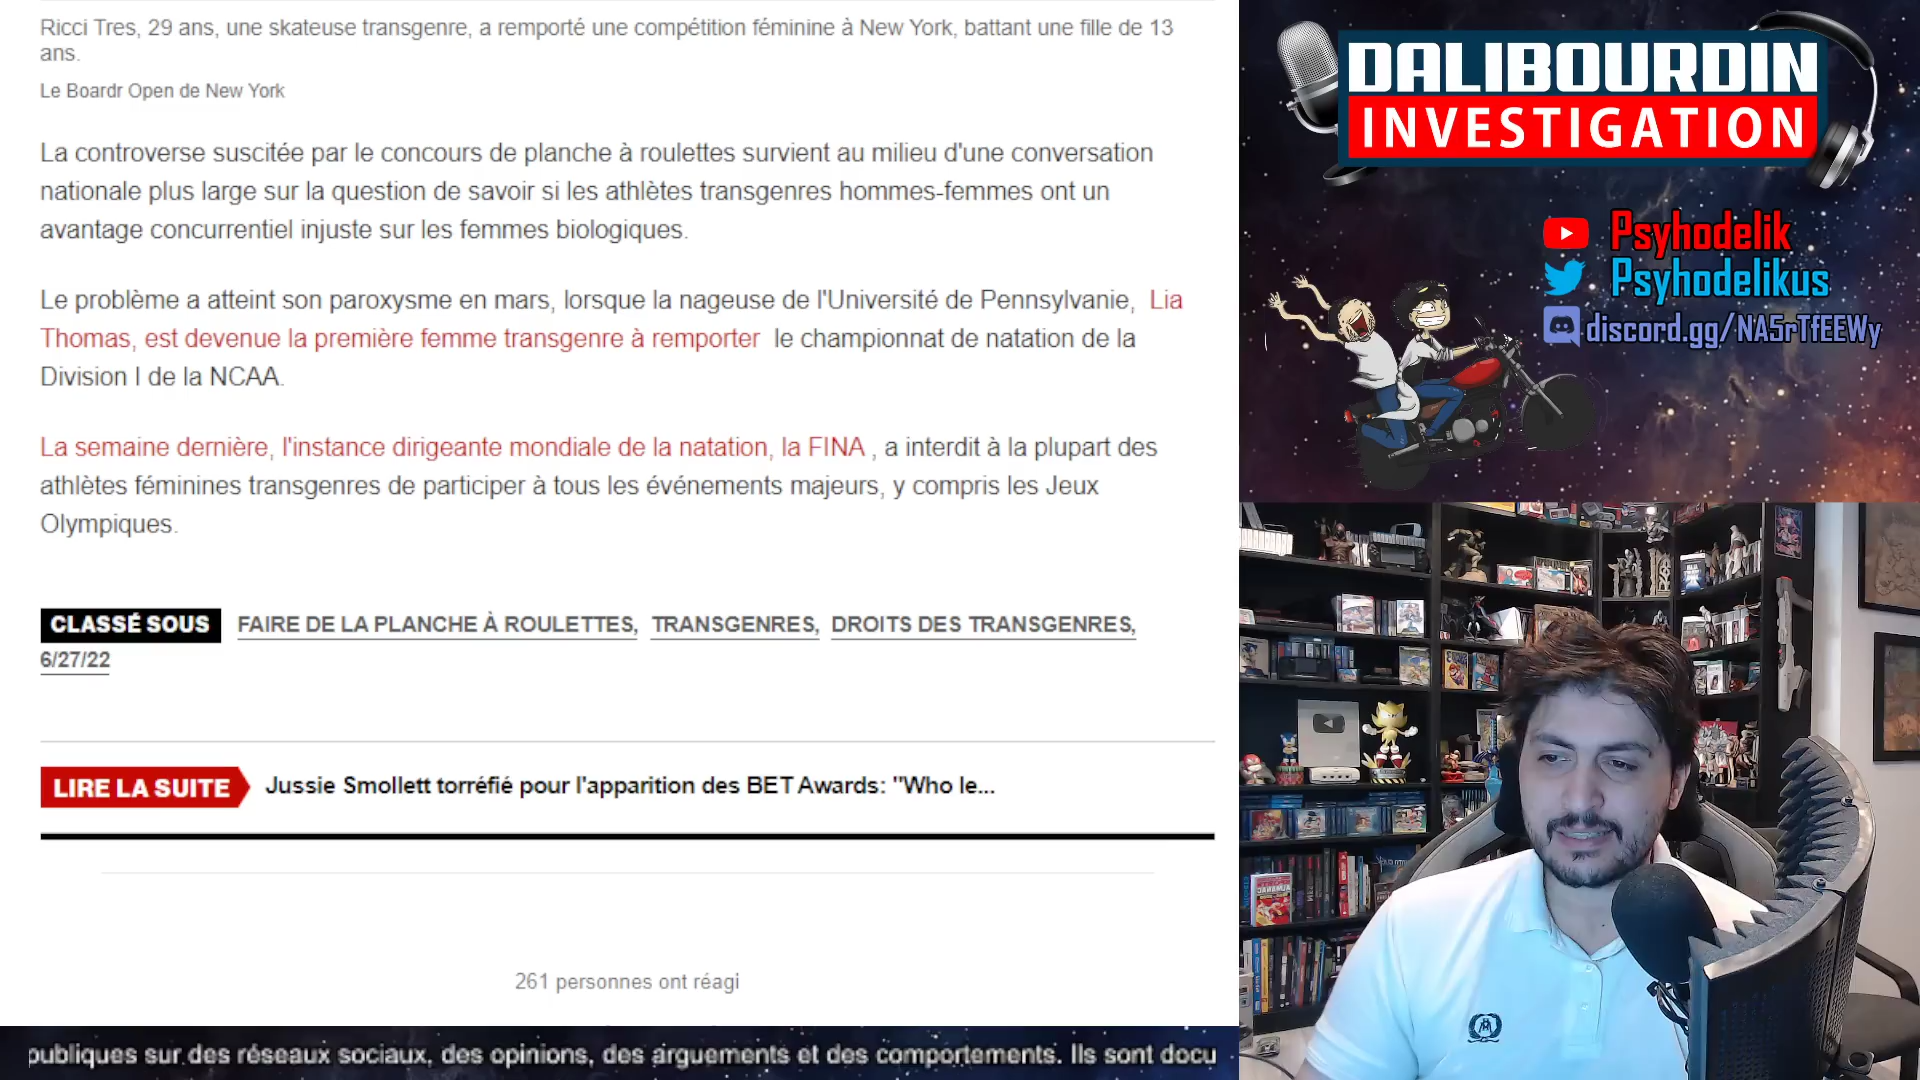 Ricci Tres, 29 ans, une skateuse transgenre, a remporté une compétition féminine à New York, battant une fille de 13
ans.
Le Boardr Open de New York
La controverse suscitée par le concours de planche à roulettes survient au milieu d'une conversation
nationale plus large sur la question de savoir si les athlètes transgenres hommes-femmes ont un
avantage concurrentiel injuste sur les femmes biologiques.
Le problème a atteint son paroxysme en mars, lorsque la nageuse de l'Université de Pennsylvanie, Lia
Thomas, est devenue la première femme transgenre à remporter le championnat de natation de la
Division I de la NCAA.
La semaine dernière, l'instance dirigeante mondiale de la natation, la FINA , a interdit à la plupart des
athlètes féminines transgenres de participer à tous les événements majeurs, y compris les Jeux
Olympiques.
CLASSÉ SOUS FAIRE DE LA PLANCHE À ROULETTES, TRANSGENRES, DROITS DES TRANSGENRES,
6/27/22
LIRE LA SUITE Jussie Smollett torréfié pour l'apparition des BET Awards: "Who le...
261 personnes ont réagi
publiques sur des réseaux sociaux, des opinions, des arguements et des comportements. Ils sont docu
DALIBOURDIN
INVESTIGATION
Psyhodelik
Psyhodelikus
discord.gg/NA5rTfEEWy